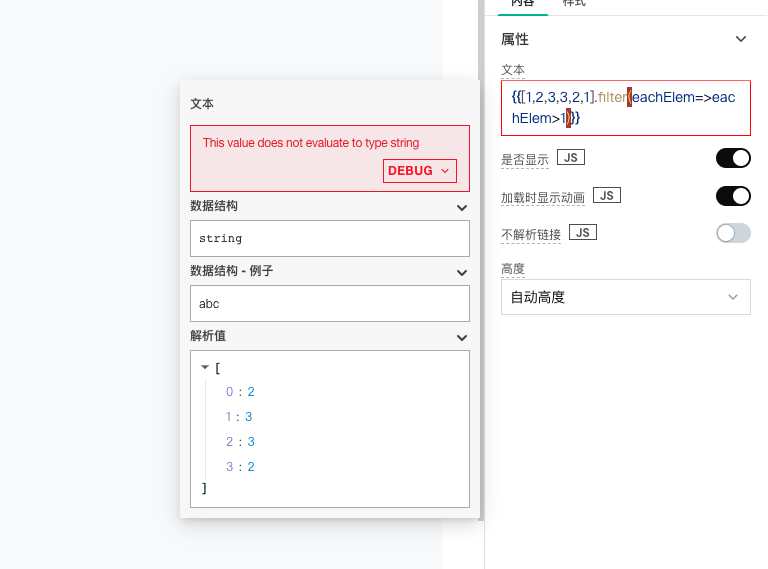 内容 样式
属性
文本
{{[1,2,3,3,2,1].filter(eachElem=>eac
hElem>1)}}
是否显示 JS
加载时显示动画 JS
不解析链接 JS
高度
自动高度
文本
This value does not evaluate to type string
DEBUG
数据结构
string
数据结构 - 例子
abc
解析值
[
0 : 2
1 : 3
2 : 3
3 : 2
]